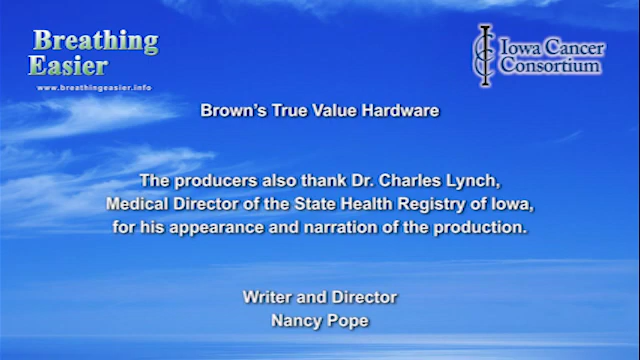 Breathing
Easier
www.breathingeasier.info
Iowa Cancer
Consortium
Brown's True Value Hardware
The producers also thank Dr. Charles Lynch,
Medical Director of the State Health Registry of Iowa,
for his appearance and narration of the production.
Writer and Director
Nancy Pope